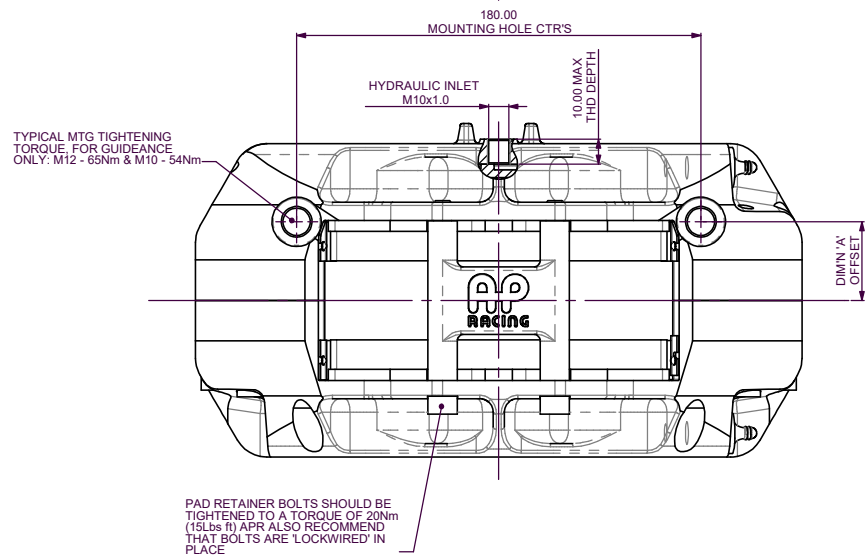 180.00
MOUNTING HOLE CTR'S
HYDRAULIC INLET
M10x1.0
10.00 MAX
THD DEPTH
TYPICAL MTG TIGHTENING
TORQUE, FOR GUIDEANCE
ONLY: M12 - 65Nm & M10 - 54Nm
DIM'N 'A'
OFFSET
AP
RACING
PAD RETAINER BOLTS SHOULD BE
TIGHTENED TO A TORQUE OF 20Nm
(15Lbs ft) APR ALSO RECOMMEND
THAT BOLTS ARE 'LOCKWIRED' IN
PLACE